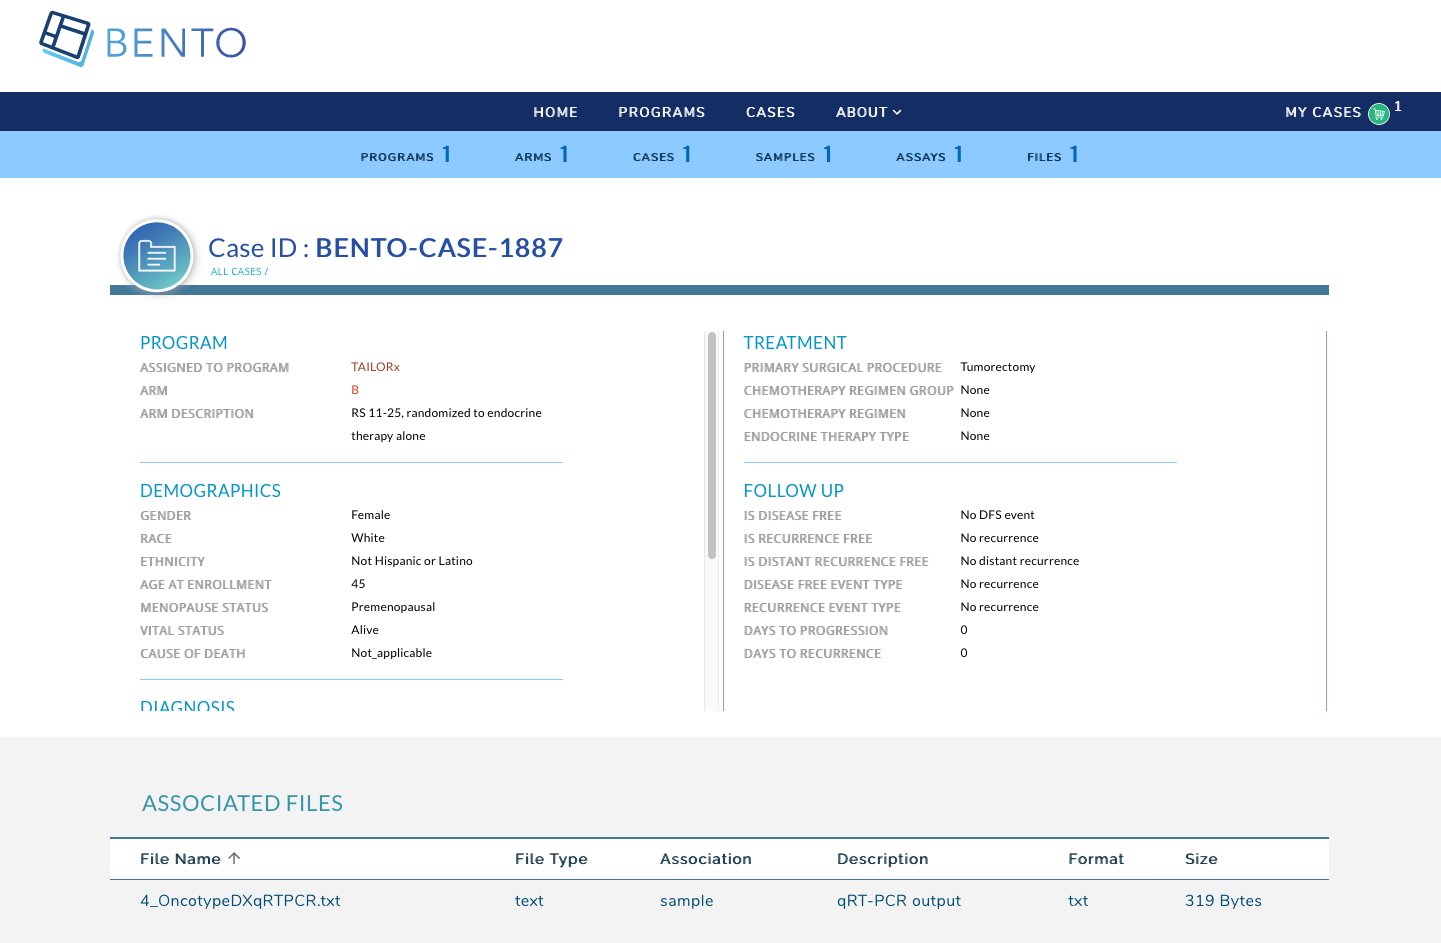 BENTO
HOME PROGRAMS CASES ABOUT MY CASES 1
PROGRAMS 1 ARMS 1 CASES 1 SAMPLES 1 ASSAYS 1 FILES 1
Case ID : BENTO-CASE-1887
ALL CASES /
PROGRAM
ASSIGNED TO PROGRAM TAILORx
ARM B
ARM DESCRIPTION RS 11-25, randomized to endocrine
therapy alone
DEMOGRAPHICS
GENDER Female
RACE White
ETHNICITY Not Hispanic or Latino
AGE AT ENROLLMENT 45
MENOPAUSE STATUS Premenopausal
VITAL STATUS Alive
CAUSE OF DEATH Not_applicable
DIAGNOSIS
TREATMENT
PRIMARY SURGICAL PROCEDURE Tumorectomy
CHEMOTHERAPY REGIMEN GROUP None
CHEMOTHERAPY REGIMEN None
ENDOCRINE THERAPY TYPE None
FOLLOW UP
IS DISEASE FREE No DFS event
IS RECURRENCE FREE No recurrence
IS DISTANT RECURRENCE FREE No distant recurrence
DISEASE FREE EVENT TYPE No recurrence
RECURRENCE EVENT TYPE No recurrence
DAYS TO PROGRESSION 0
DAYS TO RECURRENCE 0
ASSOCIATED FILES
File Name File Type Association Description Format Size
4_OncotypeDXqRTPCR.txt text sample qRT-PCR output txt 319 Bytes